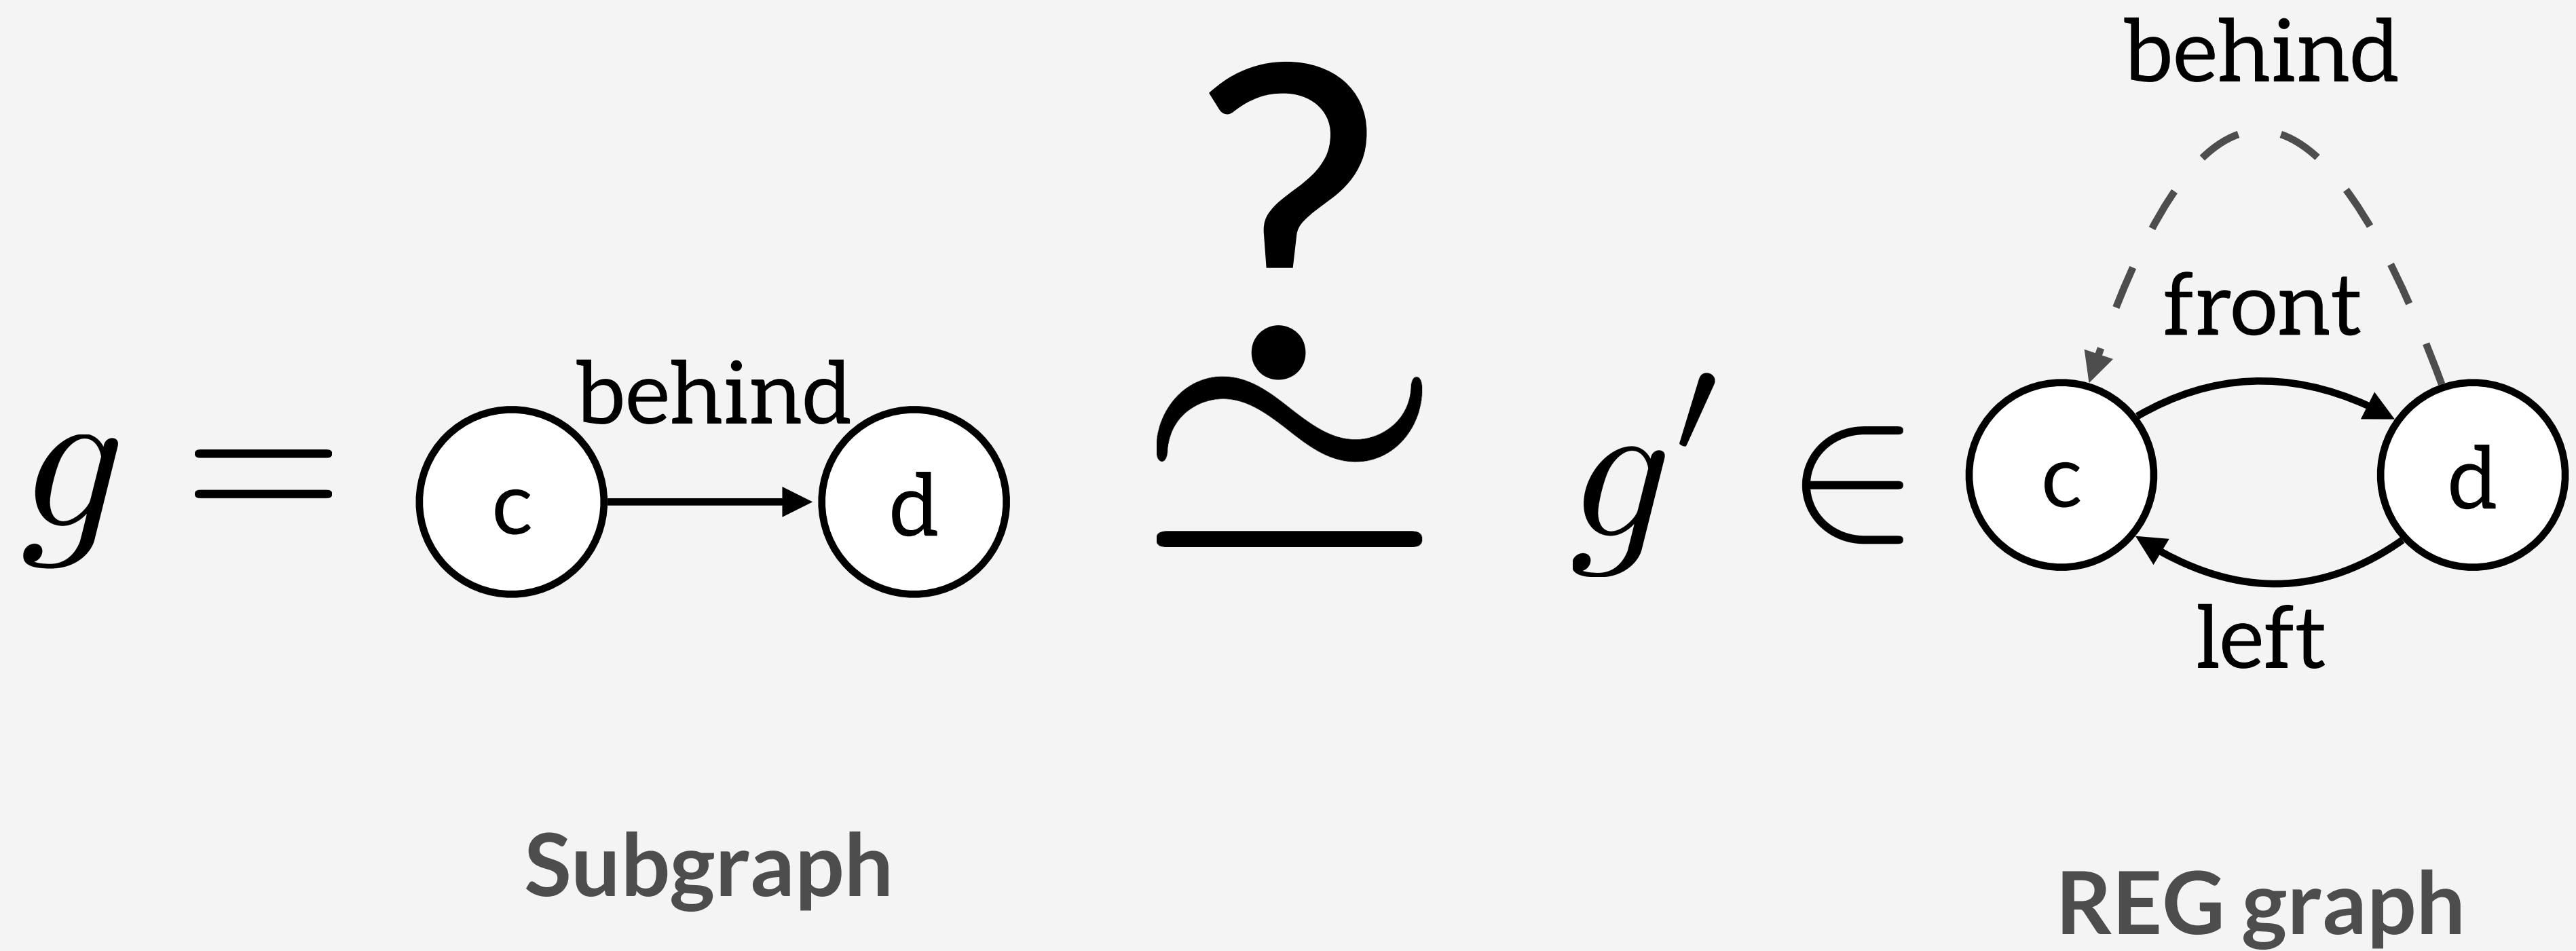 behind
?
front
behind
g = c d ≃̇ g′ ∈ c d
left
Subgraph
REG graph